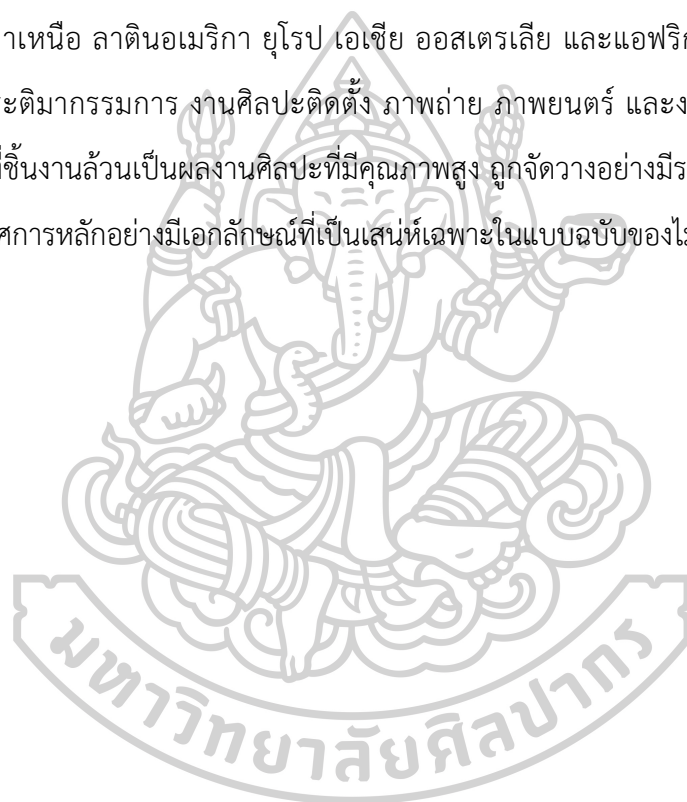 าเหนือ ลาตินอเมริกา ยุโรป เอเชีย ออสเตรเลีย และแอฟริก
ระติมากรรมการ งานศิลปะติดตั้ง ภาพถ่าย ภาพยนตร์ และง
ที่ชิ้นงานล้วนเป็นผลงานศิลปะที่มีคุณภาพสูง ถูกจัดวางอย่างมีร
ศการหลักอย่างมีเอกลักษณ์ที่เป็นเสน่ห์เฉพาะในแบบฉบับของไ
มหาวิทยาลัยศิลปากร